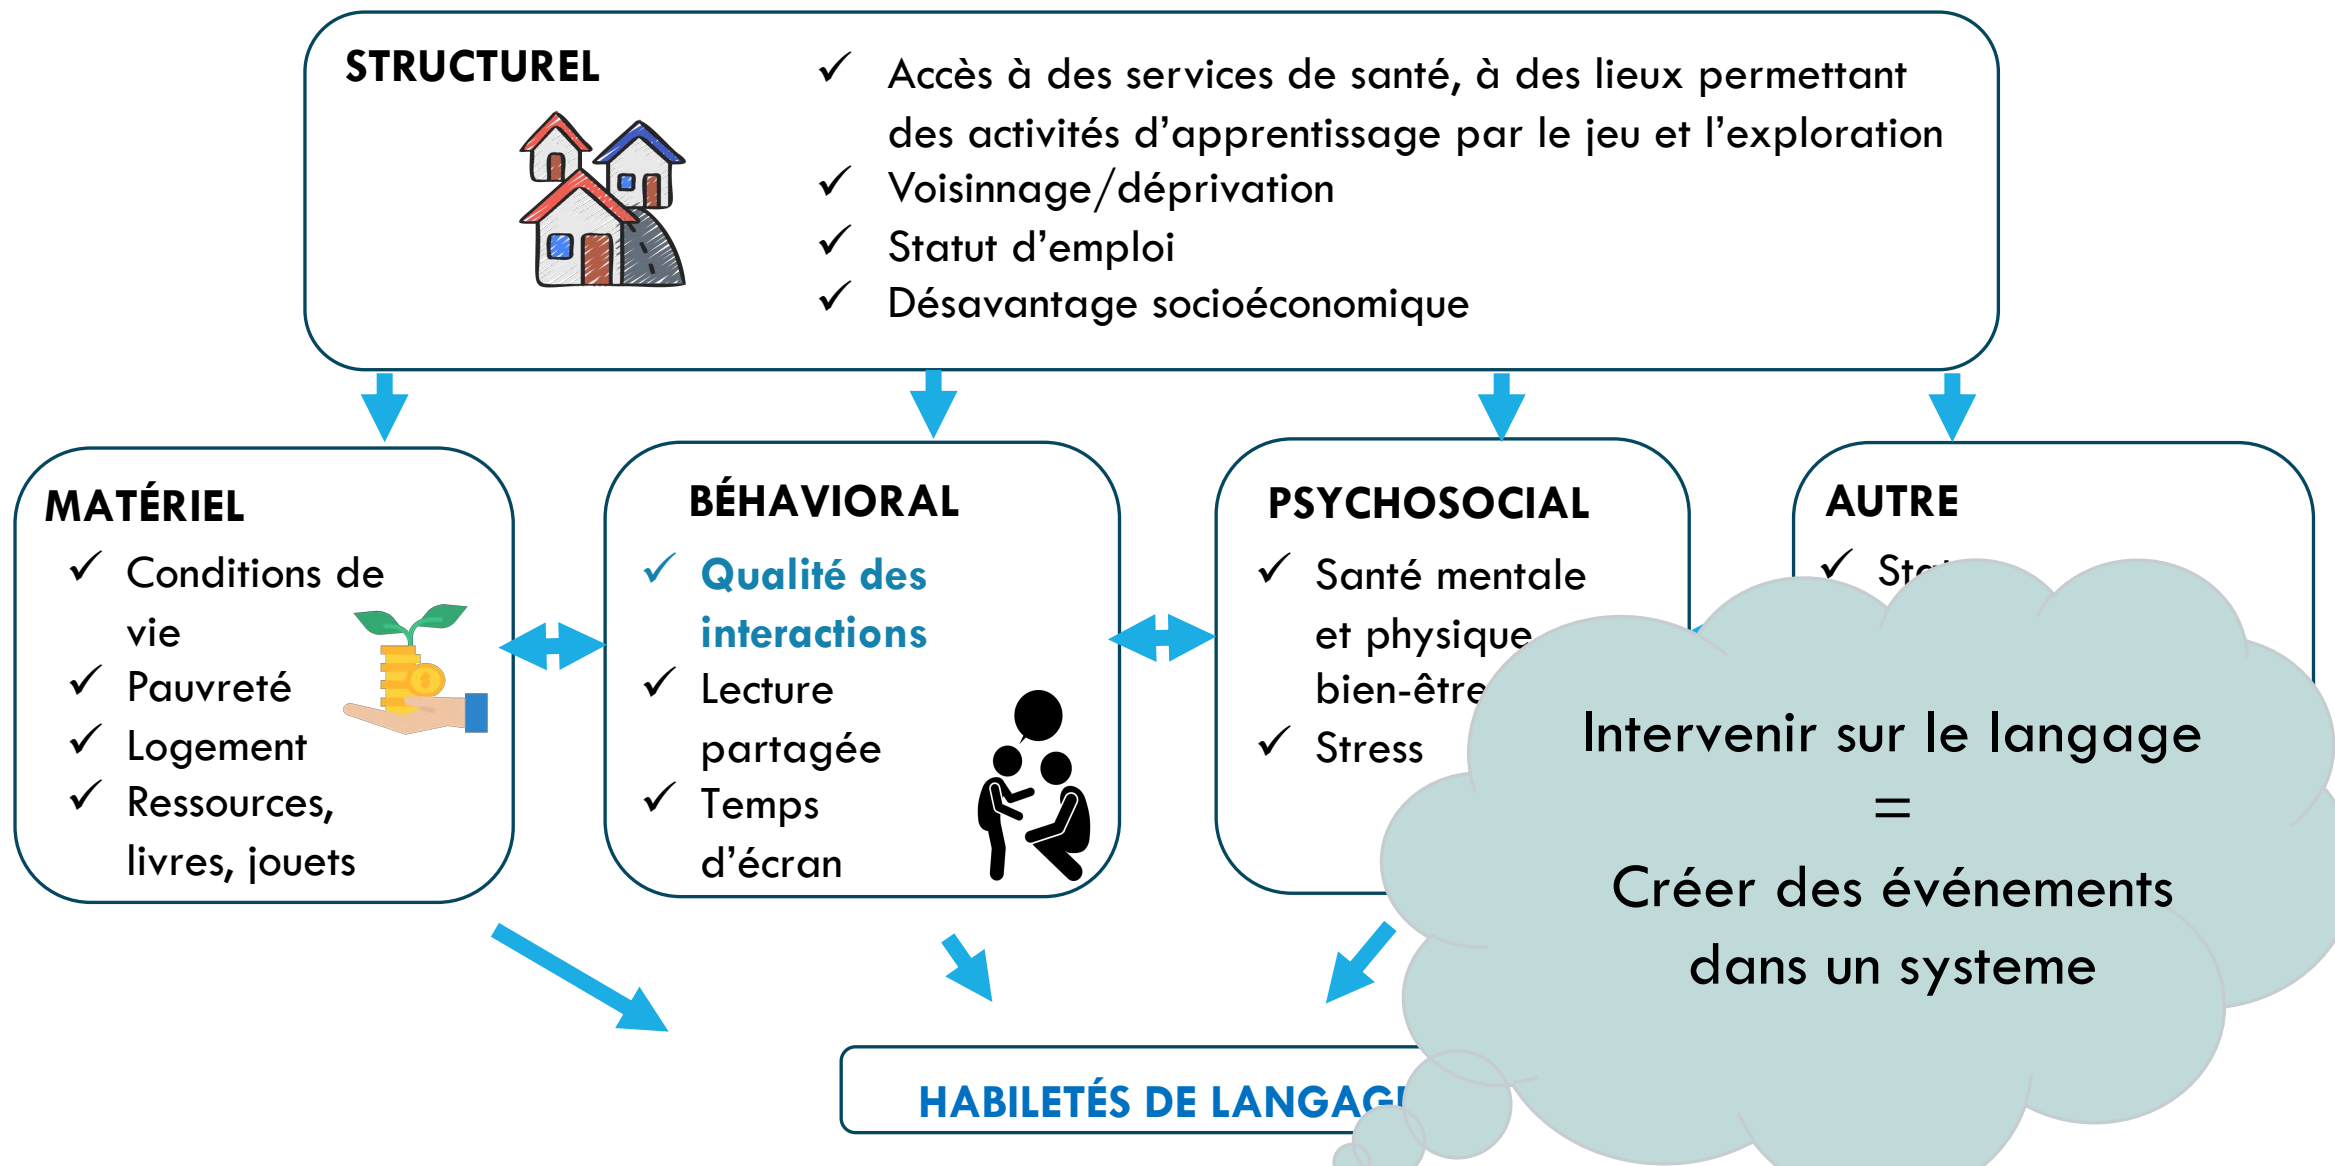 STRUCTUREL
✓ Accès à des services de santé, à des lieux permettant
des activités d’apprentissage par le jeu et l’exploration
✓ Voisinnage/déprivation
✓ Statut d’emploi
✓ Désavantage socioéconomique
MATÉRIEL
✓ Conditions de
vie
✓ Pauvreté
✓ Logement
✓ Ressources,
livres, jouets
BÉHAVIORAL
✓ Qualité des
interactions
✓ Lecture
partagée
✓ Temps
d’écran
PSYCHOSOCIAL
✓ Santé mentale
et physique
bien-être
✓ Stress
AUTRE
Intervenir sur le langage
=
Créer des événements
dans un systeme
HABILETÉS DE LANGAGE